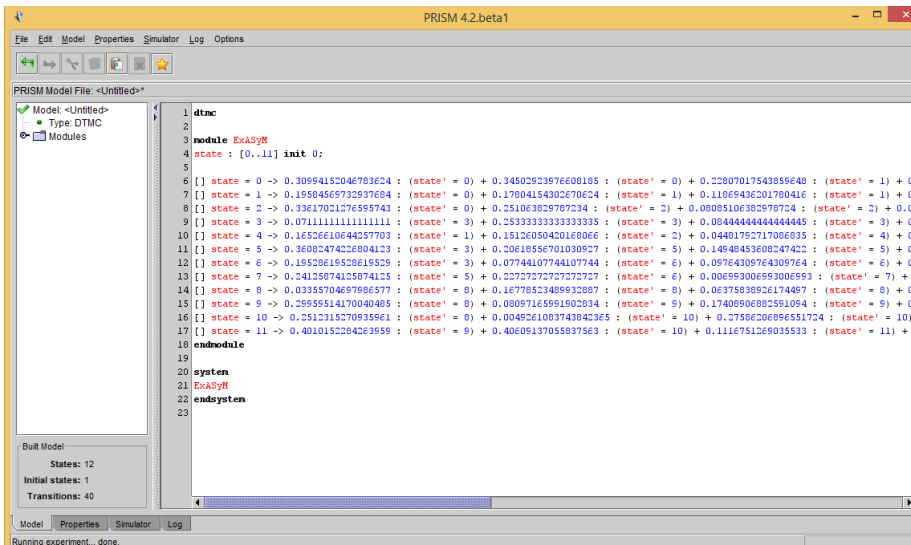 PRISM 4.2.beta1
File Edit Model Properties Simulator Log Options
PRISM Model File: <Untitled>*
Model: <Untitled>
Type: DTMC
Modules
1 dtmc
2
3 module ExASyM
4 state : [0..11] init 0;
5
6 [] state = 0 -> 0.30994152046783624 : (state' = 0) + 0.34502923976608185 : (state' = 0) + 0.22807017543859648 : (state' = 1) + 0
7 [] state = 1 -> 0.19584569732937684 : (state' = 0) + 0.17804154302670624 : (state' = 1) + 0.11869436201780416 : (state' = 1) + 0
8 [] state = 2 -> 0.33617021276595743 : (state' = 0) + 0.251063829787234 : (state' = 2) + 0.08085106382978724 : (state' = 2) + 0.0
9 [] state = 3 -> 0.07111111111111111 : (state' = 0) + 0.25333333333333335 : (state' = 3) + 0.08444444444444445 : (state' = 3) + 0
10 [] state = 4 -> 0.16526610644257703 : (state' = 1) + 0.15126050420168066 : (state' = 2) + 0.04481792717086835 : (state' = 4) + 0
11 [] state = 5 -> 0.36082474226804123 : (state' = 3) + 0.20618556701030927 : (state' = 5) + 0.14948453608247422 : (state' = 5) + 0
12 [] state = 6 -> 0.19528619528619529 : (state' = 3) + 0.07744107744107744 : (state' = 6) + 0.09764309764309764 : (state' = 6) + 0
13 [] state = 7 -> 0.24125874125874125 : (state' = 5) + 0.22727272727272727 : (state' = 6) + 0.006993006993006993 : (state' = 7) +
14 [] state = 8 -> 0.03355704697986577 : (state' = 8) + 0.16778523489932887 : (state' = 8) + 0.06375838926174497 : (state' = 8) + 0
15 [] state = 9 -> 0.29959514170040485 : (state' = 8) + 0.08097165991902834 : (state' = 9) + 0.17408906882591094 : (state' = 9) + 0
16 [] state = 10 -> 0.2512315270935961 : (state' = 8) + 0.0049261083743842365 : (state' = 10) + 0.27586206896551724 : (state' = 10)
17 [] state = 11 -> 0.4010152284263959 : (state' = 9) + 0.40609137055837563 : (state' = 10) + 0.1116751269035533 : (state' = 11) +
18 endmodule
19
20 system
21 ExASyM
22 endsystem
23
Built Model
States: 12
Initial states: 1
Transitions: 40
Model Properties Simulator Log
Running experiment... done.